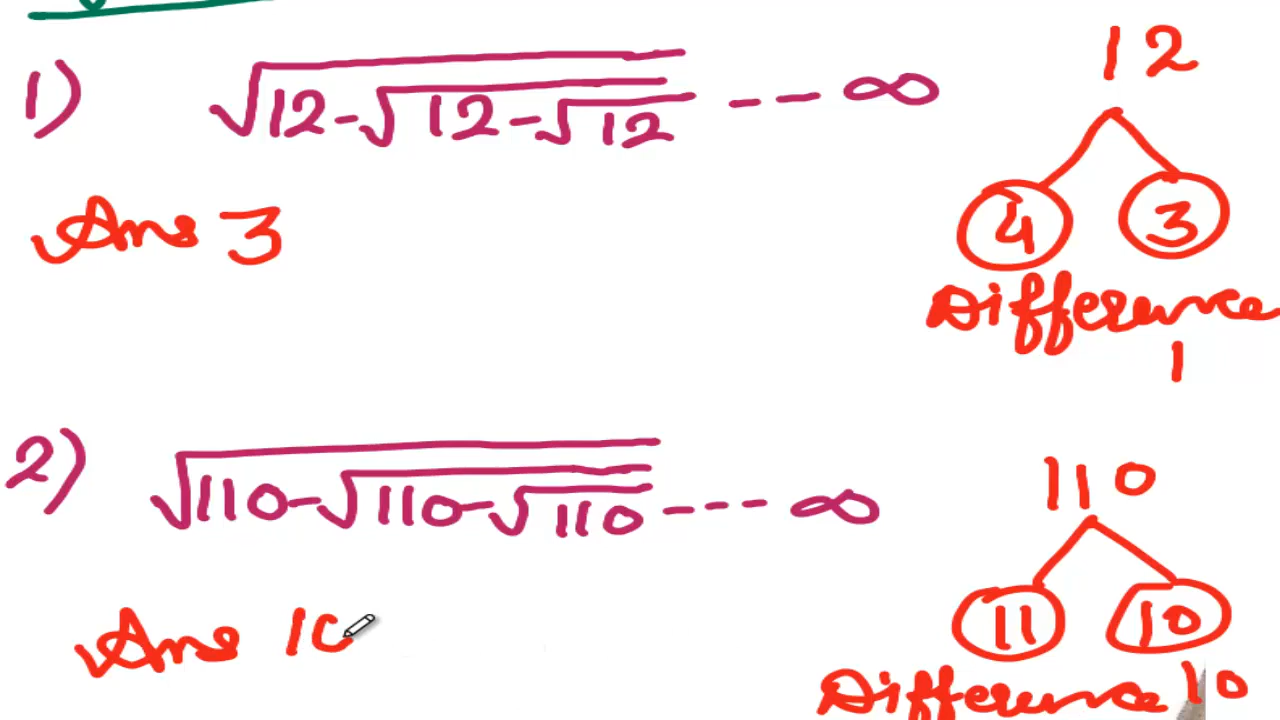 1) √12-√12-√12 --- ∞
Ans 3
12
4 3
Difference
1
2) √110-√110-√110 --- ∞
Ans 10
110
11 10
Difference 10